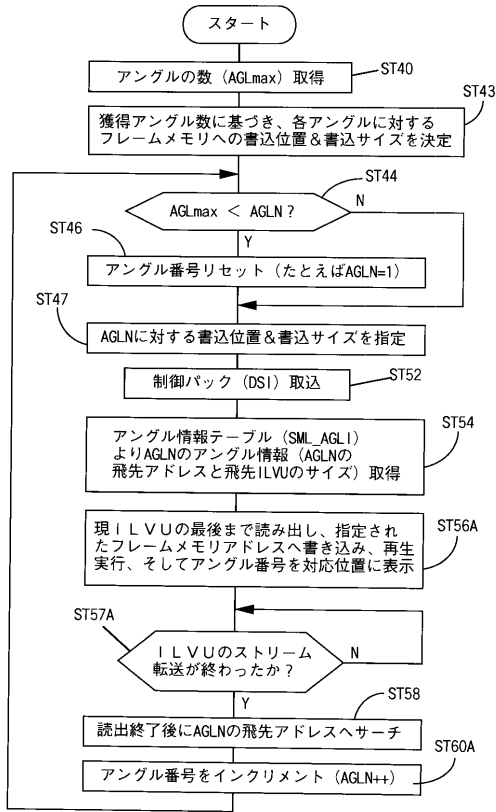 スタート
アングルの数（AGLmax）取得
ST40
ST43
獲得アングル数に基づき、各アングルに対する
フレームメモリへの書込位置＆書込サイズを決定
ST44
AGLmax ＜ AGLN？
N
ST46
Y
アングル番号リセット（たとえばAGLN=1）
ST47
AGLNに対する書込位置＆書込サイズを指定
ST52
制御パック（DSI）取込
ST54
アングル情報テーブル（SML_AGLI）
よりAGLNのアングル情報（AGLNの
飛先アドレスと飛先ILVUのサイズ）取得
ST56A
現ＩＬＶＵの最後まで読み出し、指定され
たフレームメモリアドレスへ書き込み、再生
実行、そしてアングル番号を対応位置に表示
ST57A
ＩＬＶＵのストリーム
転送が終わったか？
N
Y
ST58
読出終了後にAGLNの飛先アドレスへサーチ
ST60A
アングル番号をインクリメント（AGLN++）